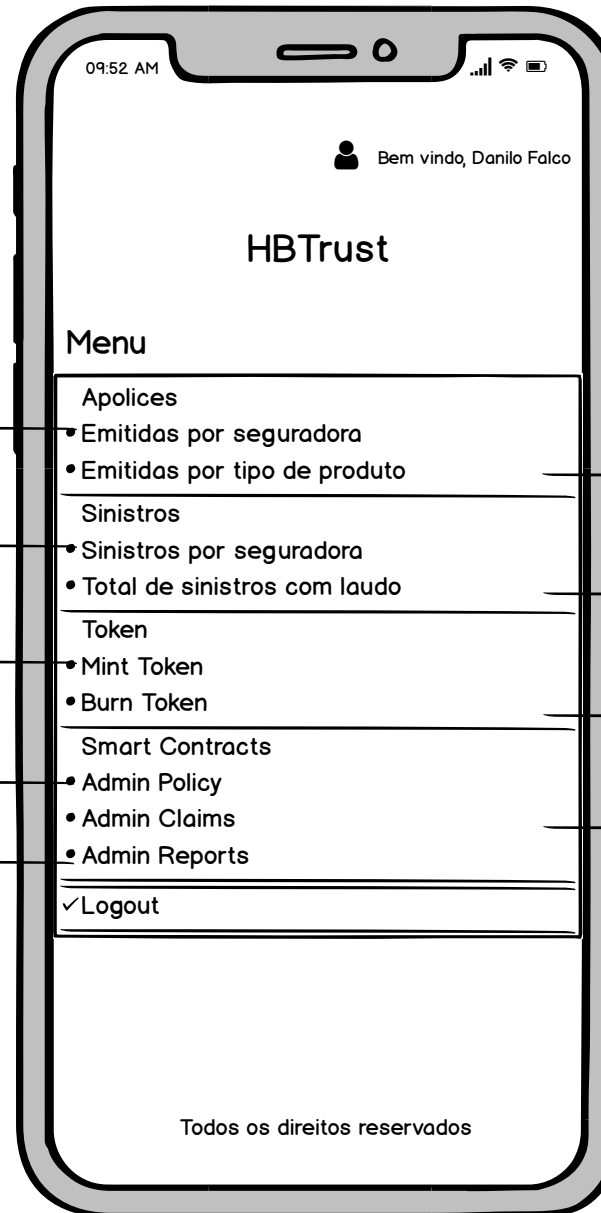 09:52 AM
Bem vindo, Danilo Falco
HBTrust
Menu
Apolices
• Emitidas por seguradora
• Emitidas por tipo de produto
Sinistros
• Sinistros por seguradora
• Total de sinistros com laudo
Token
• Mint Token
• Burn Token
Smart Contracts
• Admin Policy
• Admin Claims
• Admin Reports
✓Logout
Todos os direitos reservados